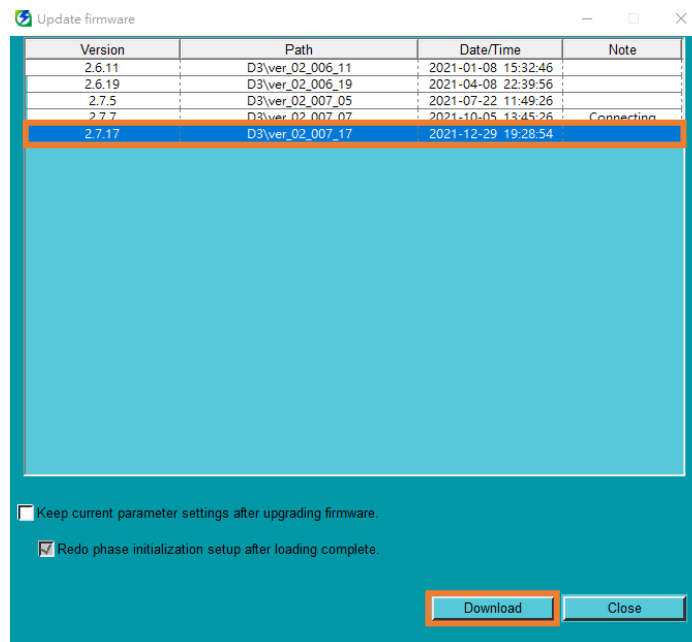 Update firmware
Version Path Date/Time Note
2.6.11 D3\ver_02_006_11 2021-01-08 15:32:46
2.6.19 D3\ver_02_006_19 2021-04-08 22:39:56
2.7.5 D3\ver_02_007_05 2021-07-22 11:49:26
2.7.7 D3\ver_02_007_07 2021-10-05 13:45:26 Connecting
2.7.17 D3\ver_02_007_17 2021-12-29 19:28:54
Keep current parameter settings after upgrading firmware.
Redo phase initialization setup after loading complete.
Download Close